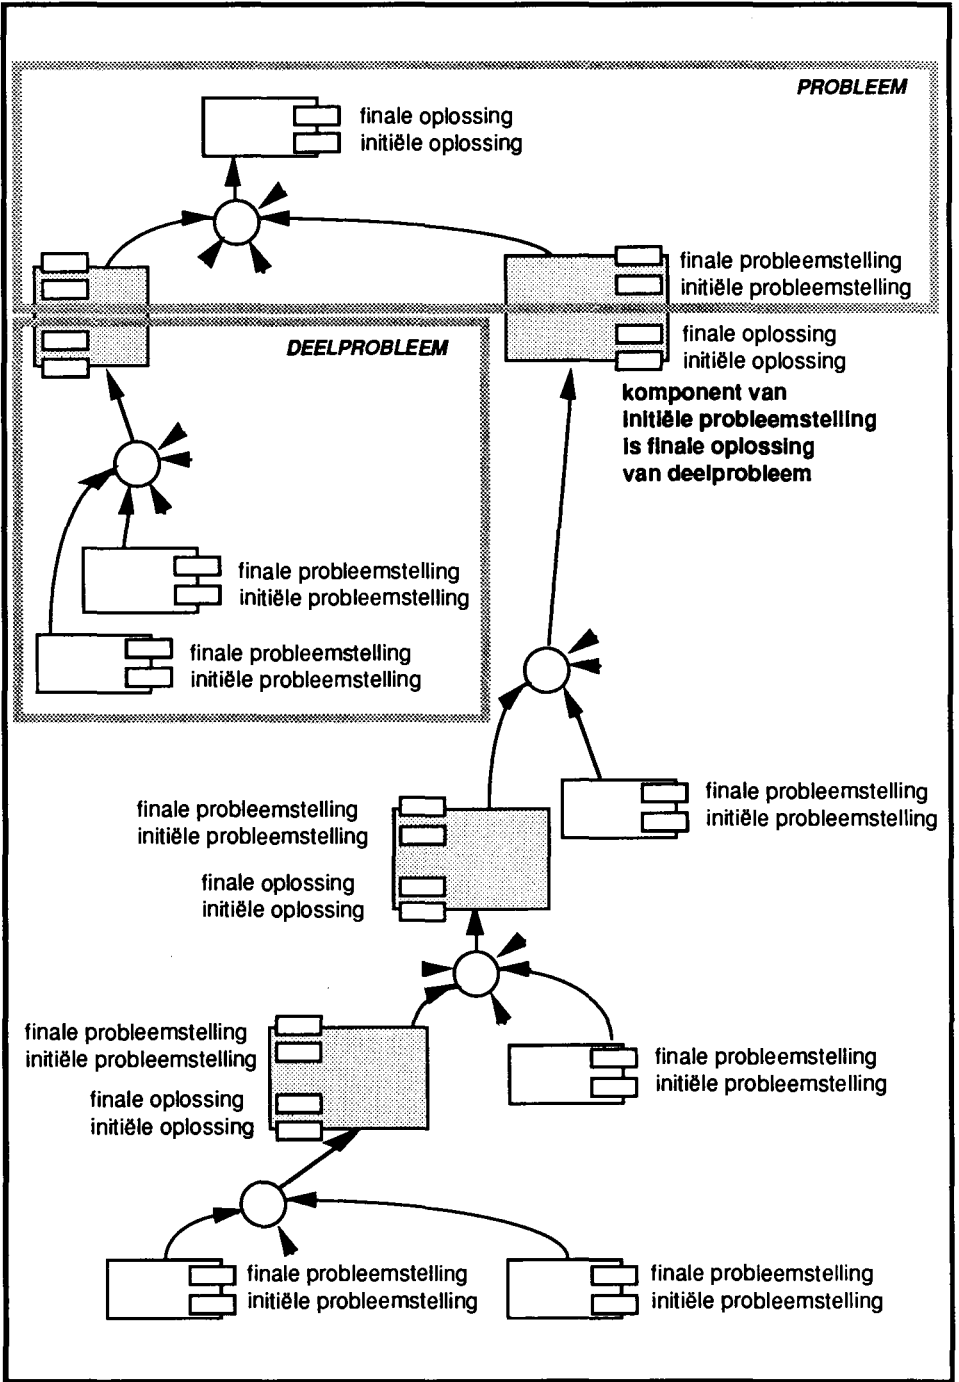 PROBLEEM
finale oplossing
initiële oplossing
finale probleemstelling
initiële probleemstelling
finale oplossing
initiële oplossing
DEELPROBLEEM
komponent van
initiële probleemstelling
is finale oplossing
van deelprobleem
finale probleemstelling
initiële probleemstelling
finale probleemstelling
initiële probleemstelling
finale probleemstelling
initiële probleemstelling
finale probleemstelling
initiële probleemstelling
finale oplossing
initiële oplossing
finale probleemstelling
initiële probleemstelling
finale probleemstelling
initiële probleemstelling
finale oplossing
initiële oplossing
finale probleemstelling
initiële probleemstelling
finale probleemstelling
initiële probleemstelling